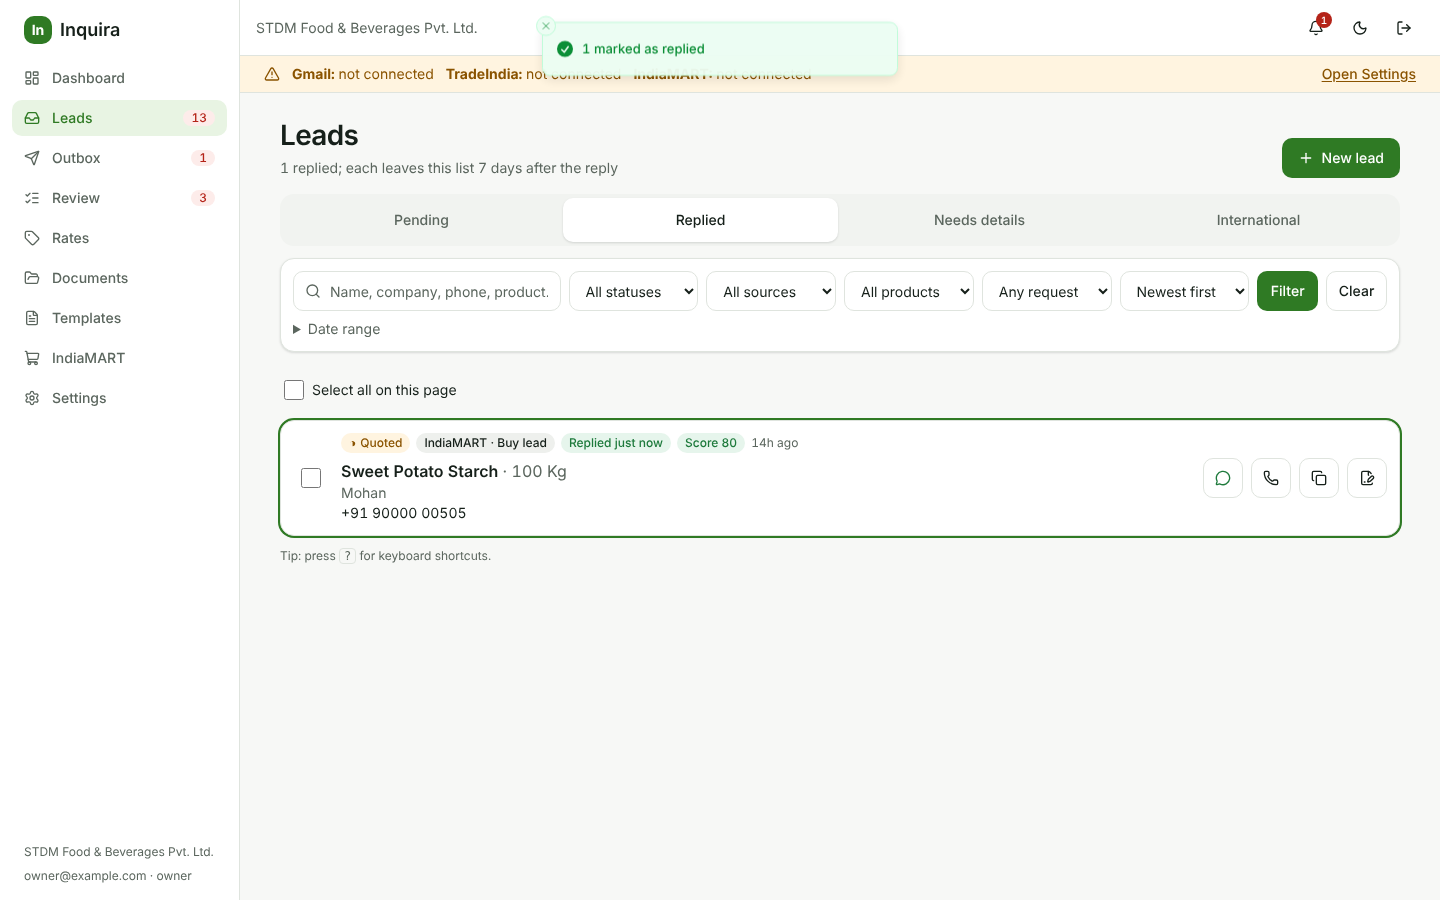 In Inquira
Dashboard
Leads 13
Outbox 1
Review 3
Rates
Documents
Templates
IndiaMART
Settings
STDM Food & Beverages Pvt. Ltd.
owner@example.com · owner
STDM Food & Beverages Pvt. Ltd.
1
1 marked as replied
Gmail: not connected TradeIndia: not connected IndiaMART: not connected
Open Settings
Leads
1 replied; each leaves this list 7 days after the reply
+ New lead
Pending Replied Needs details International
Name, company, phone, product. All statuses All sources All products Any request Newest first Filter Clear
Date range
Select all on this page
Quoted IndiaMART · Buy lead Replied just now Score 80 14h ago
Sweet Potato Starch · 100 Kg
Mohan
+91 90000 00505
Tip: press ? for keyboard shortcuts.